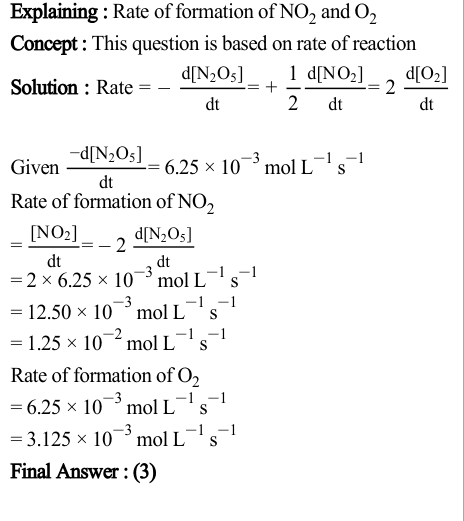 Explaining : Rate of formation of NO₂ and O₂
Concept : This question is based on rate of reaction
Solution : Rate = − d[N₂O₅]/dt = + 1/2 d[NO₂]/dt = 2 d[O₂]/dt
Given −d[N₂O₅]/dt = 6.25 × 10⁻³ mol L⁻¹ s⁻¹
Rate of formation of NO₂
= [NO₂]/dt = − 2 d[N₂O₅]/dt
= 2 × 6.25 × 10⁻³ mol L⁻¹ s⁻¹
= 12.50 × 10⁻³ mol L⁻¹ s⁻¹
= 1.25 × 10⁻² mol L⁻¹ s⁻¹
Rate of formation of O₂
= 6.25 × 10⁻³ mol L⁻¹ s⁻¹
= 3.125 × 10⁻³ mol L⁻¹ s⁻¹
Final Answer : (3)